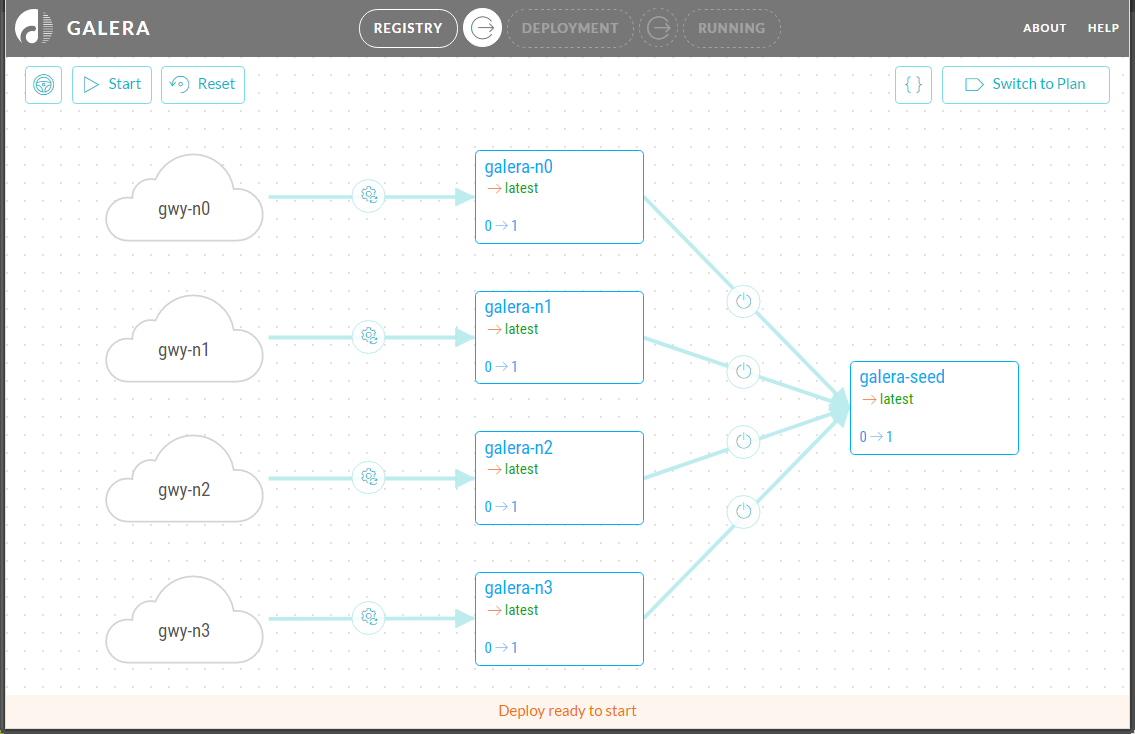 GALERA
REGISTRY
DEPLOYMENT
RUNNING
ABOUT
HELP
Start
Reset
{ }
Switch to Plan
gwy-n0
galera-n0
→ latest
0 → 1
gwy-n1
galera-n1
→ latest
0 → 1
galera-seed
→ latest
0 → 1
gwy-n2
galera-n2
→ latest
0 → 1
gwy-n3
galera-n3
→ latest
0 → 1
Deploy ready to start